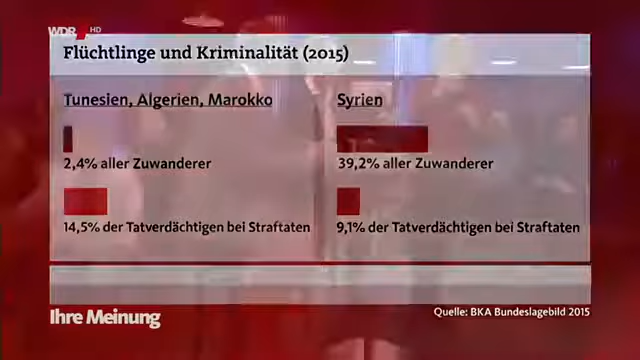 WDR HD
Flüchtlinge und Kriminalität (2015)
Tunesien, Algerien, Marokko
2,4% aller Zuwanderer
14,5% der Tatverdächtigen bei Straftaten
Syrien
39,2% aller Zuwanderer
9,1% der Tatverdächtigen bei Straftaten
Ihre Meinung
Quelle: BKA Bundeslagebild 2015